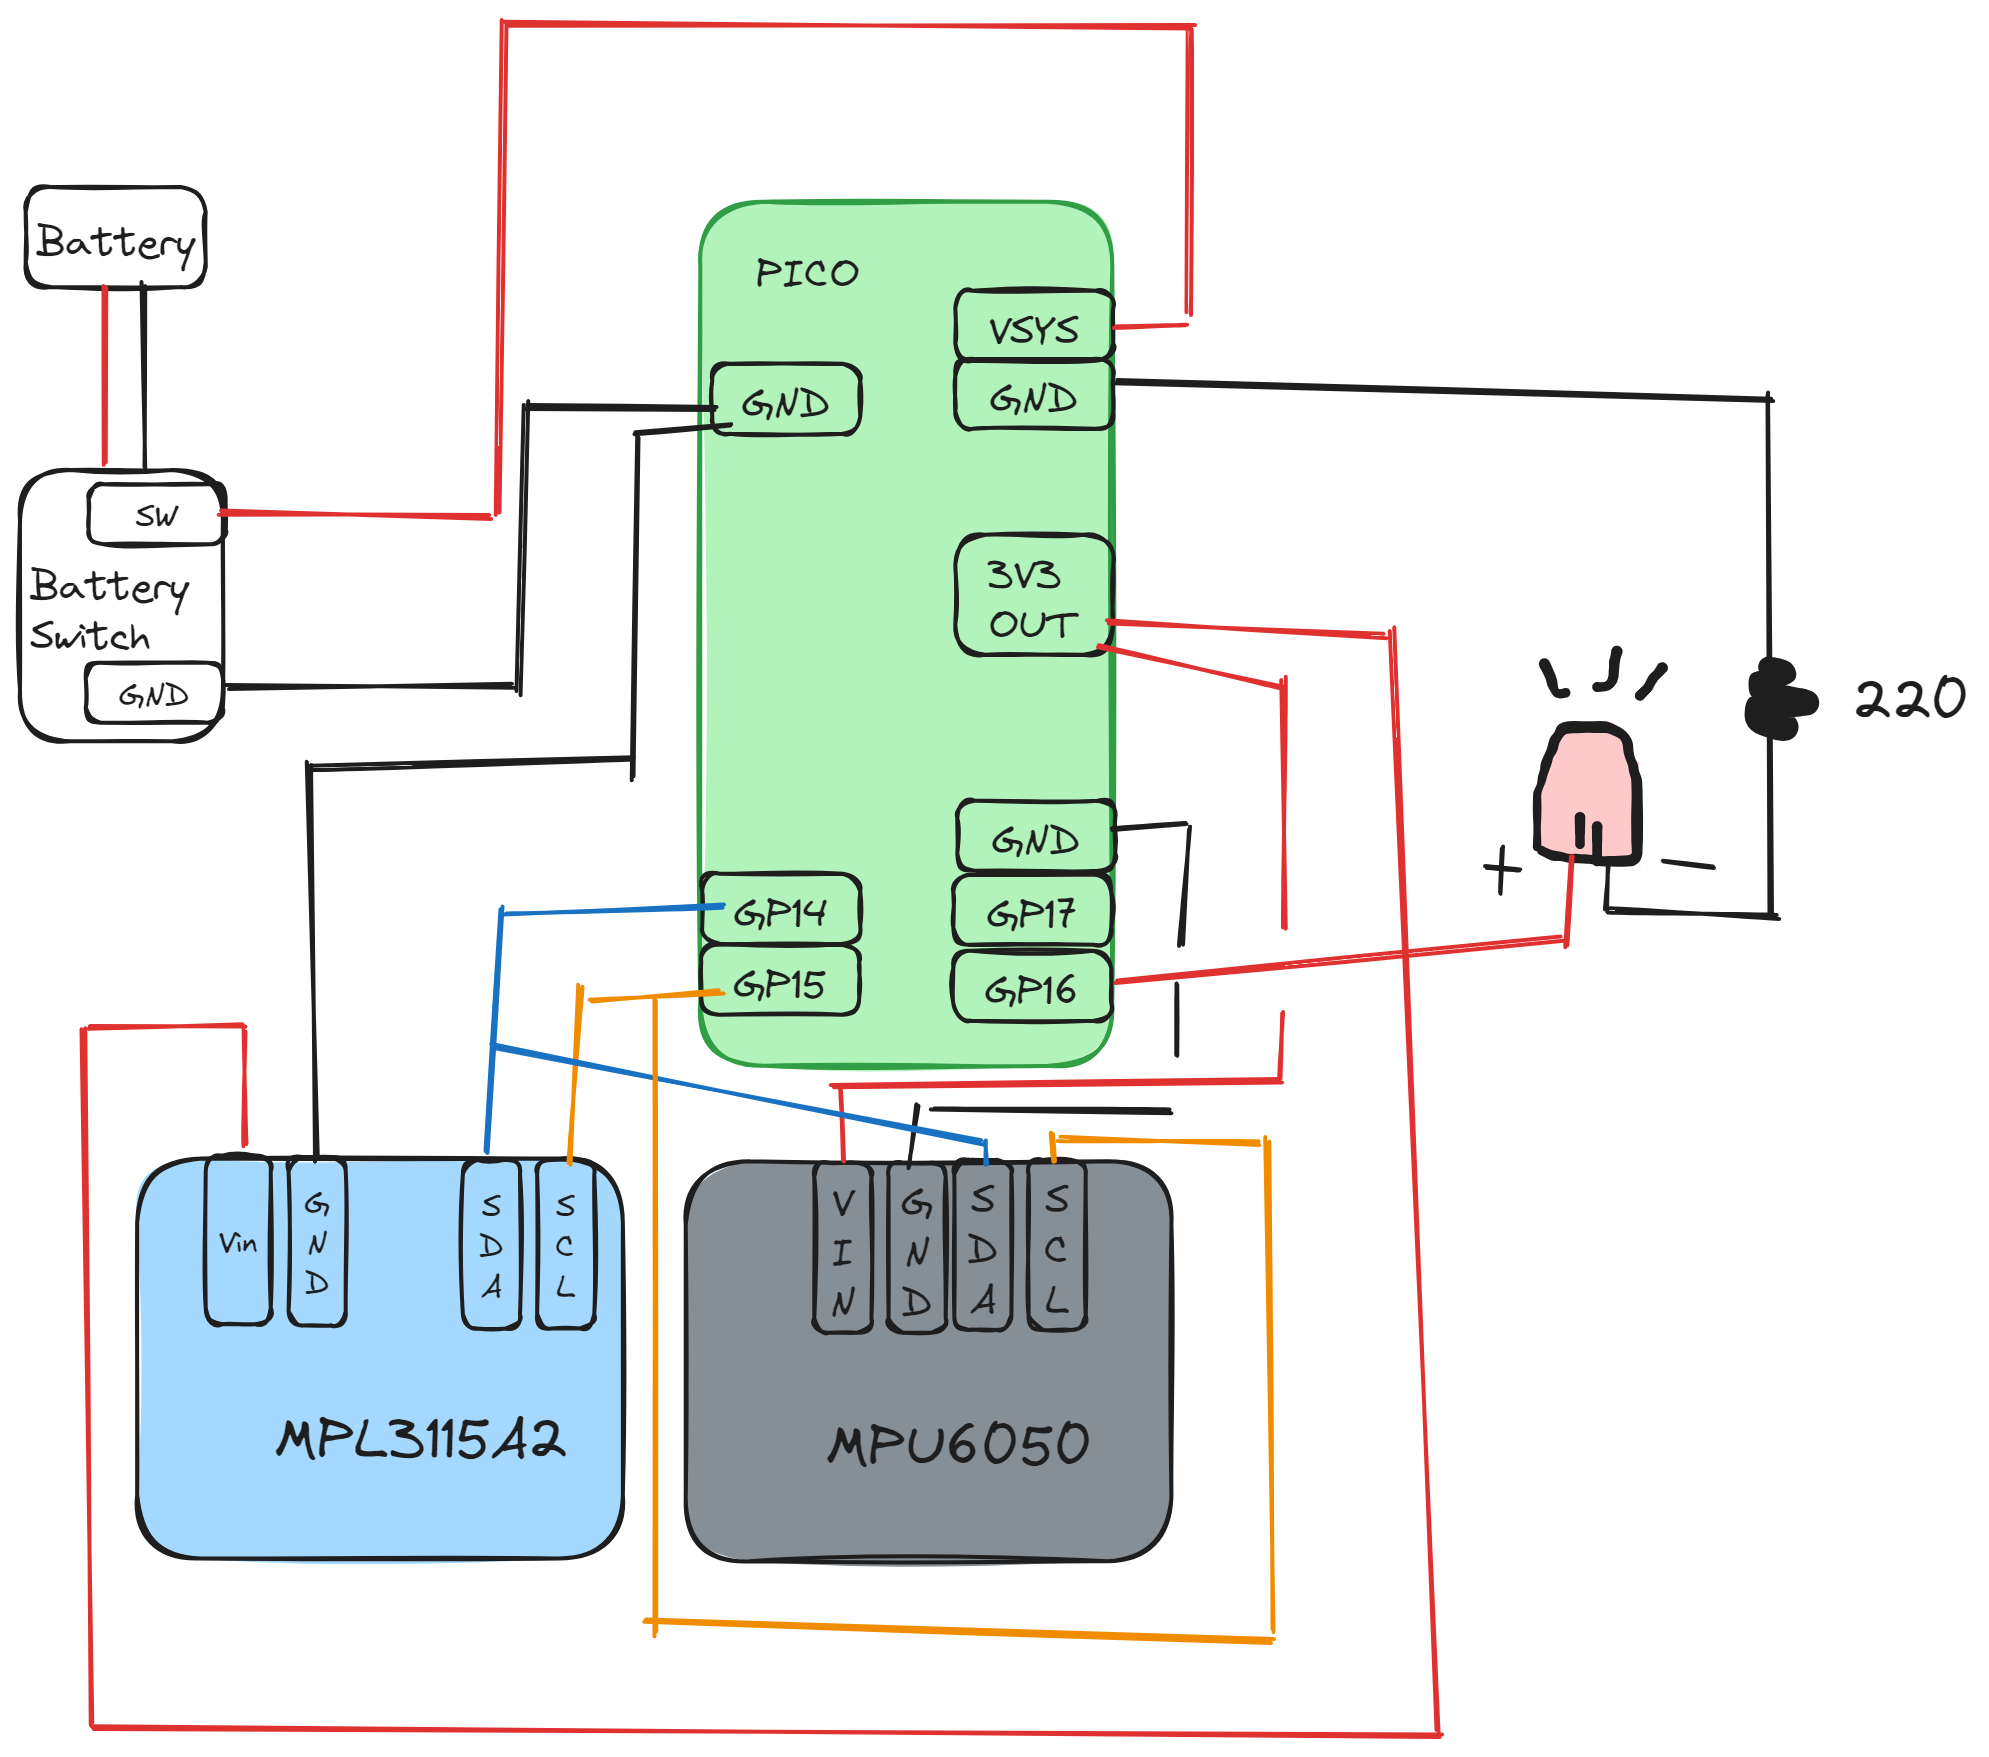 Battery
PICO
VSYS
GND
GND
SW
Battery
Switch
GND
3V3
OUT
220
GND
GP14
GP17
GP15
GP16
+
-
Vin
GND
SDA
SCL
VIN
GND
SDA
SCL
MPL3115A2
MPU6050